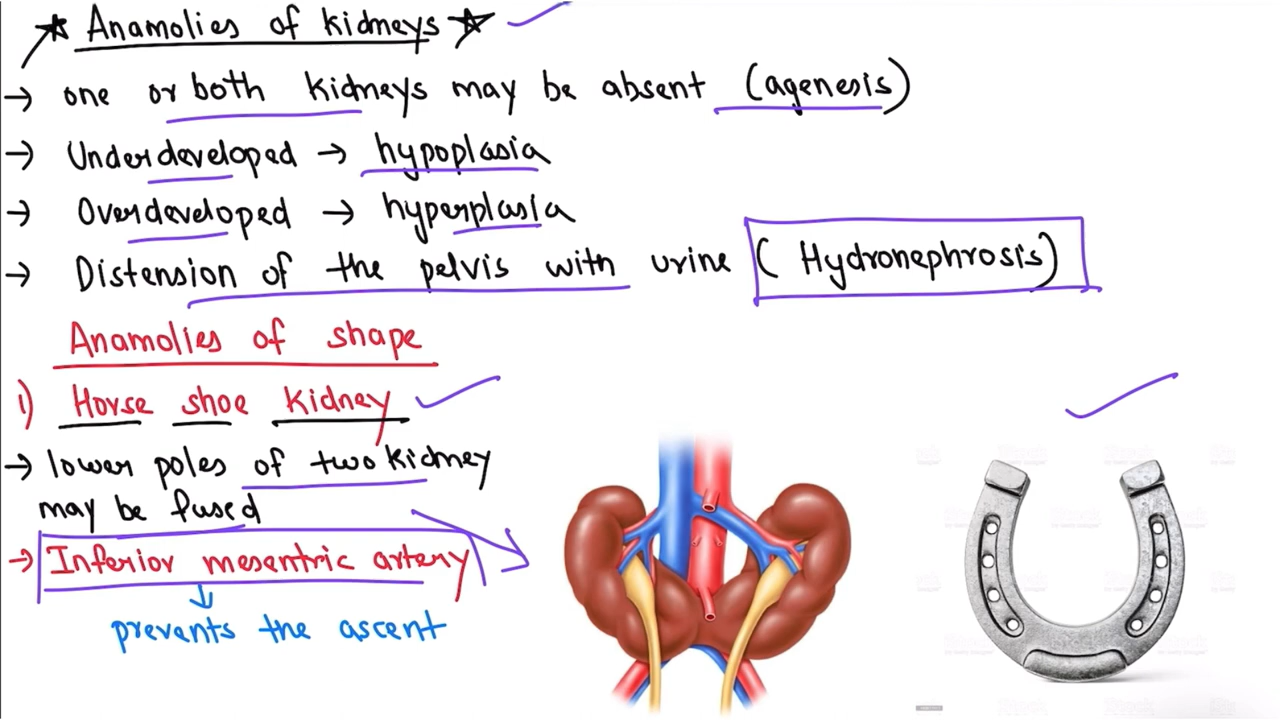 ★ Anamolies of kidneys ★
→ one or both kidneys may be absent (agenesis)
→ Underdeveloped → hypoplasia
→ Overdeveloped → hyperplasia
→ Distension of the pelvis with urine (Hydronephrosis)
Anamolies of shape
1) Horse shoe kidney
→ lower poles of two kidney
may be fused
→ Inferior mesentric artery
prevents the ascent